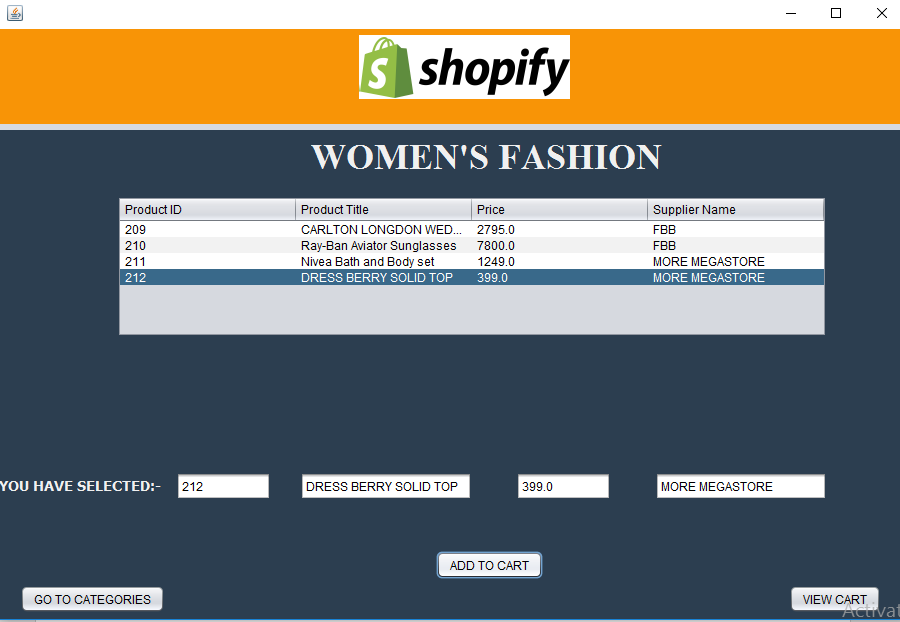 shopify
WOMEN'S FASHION
Product ID Product Title Price Supplier Name
209 CARLTON LONGDON WED... 2795.0 FBB
210 Ray-Ban Aviator Sunglasses 7800.0 FBB
211 Nivea Bath and Body set 1249.0 MORE MEGASTORE
212 DRESS BERRY SOLID TOP 399.0 MORE MEGASTORE
YOU HAVE SELECTED:- 212 DRESS BERRY SOLID TOP 399.0 MORE MEGASTORE
ADD TO CART
GO TO CATEGORIES VIEW CART